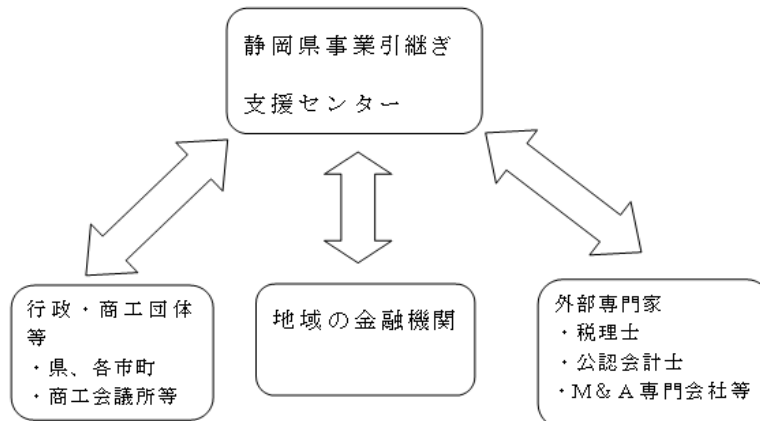 静岡県事業引継ぎ
支援センター
行政・商工団体
等
・県、各市町
・商工会議所等
地域の金融機関
外部専門家
・税理士
・公認会計士
・M&A専門会社等